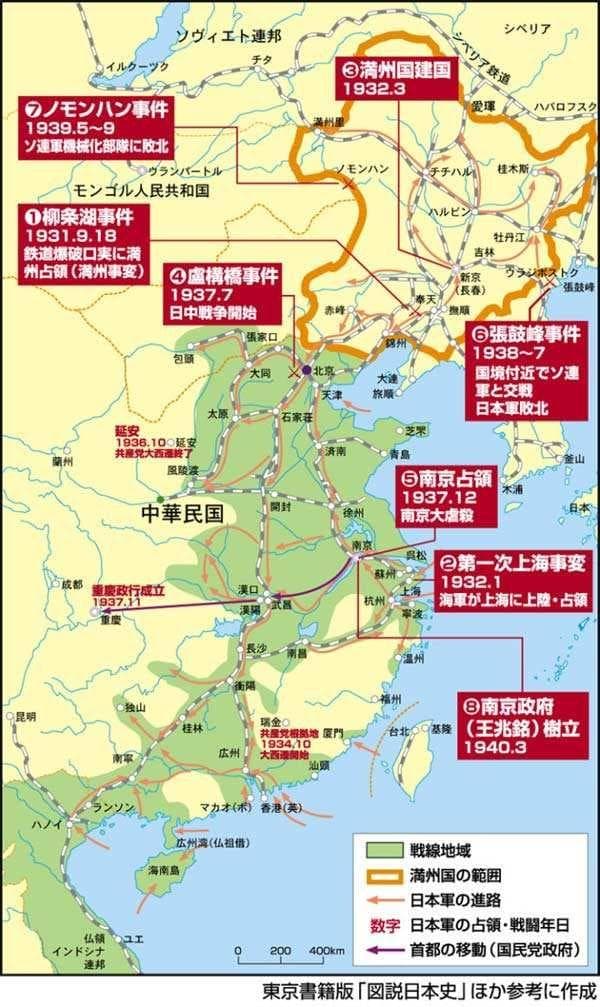 ソヴィエト連邦
シベリア
シベリア鉄道
イルクーツク
チタ
③満州国建国
1932.3
愛琿
ハバロフスク
満州里
❼ノモンハン事件
1939.5〜9
ソ連軍機械化部隊に敗北
ウランバートル
モンゴル人民共和国
ノモンハン
チチハル
桂木斯
ハルビン
牡丹江
❶柳条湖事件
1931.9.18
鉄道爆破口実に満
州占領（満州事変）
吉林
新京
(長春)
ウラジボストク
張鼓峰
❹盧構橋事件
1937.7
日中戦争開始
赤峰
奉天
撫順
錦州
❻張鼓峰事件
1938〜7
国境付近でソ連
軍と交戦
日本軍敗北
包頭
張家口
大同
北京
天津
大連
旅順
太原
石家荘
延安
1936.10
共産党大西遷終了
延安
済南
芝罘
青島
蘭州
風陵渡
開封
徐州
中華民国
❺南京占領
1937.12
南京大虐殺
釜山
木浦
日本
南京
呉松
蘇州
上海
杭州
寧波
❷第一次上海事変
1932.1
海軍が上海に上陸・占領
成都
重慶政府成立
1937.11
重慶
漢口
漢陽
武昌
長沙
南昌
温州
衡陽
福州
❽南京政府
（王兆銘）樹立
1940.3
昆明
独山
桂林
瑞金
共産党根拠地
1934.10
大西遷開始
厦門
台北
基隆
南寧
広州
汕頭
ランソン
ハノイ
マカオ(ポ)
香港(英)
広州湾(仏祖借)
海南島
仏領
インドシナ
連邦
ユエ
戦線地域
満州国の範囲
日本軍の進路
数字 日本軍の占領・戦闘年日
首都の移動（国民党政府）
0 200 400km
東京書籍版「図説日本史」ほか参考に作成